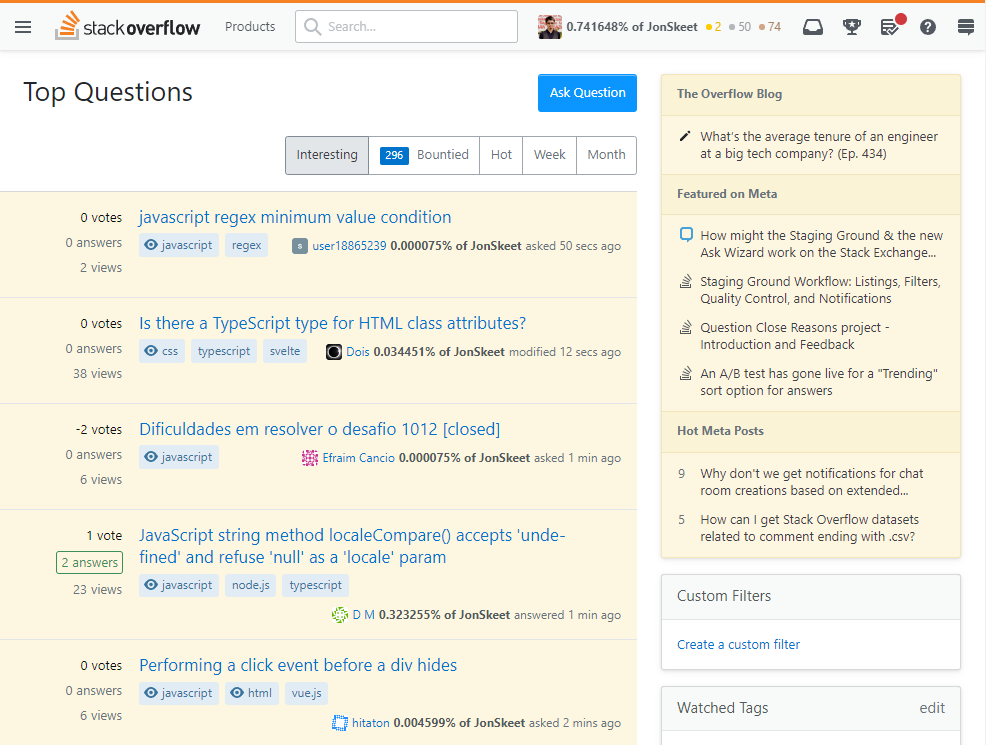 stackoverflow Products Search... 0.741648% of JonSkeet 2 50 74
Top Questions
Ask Question
Interesting 296 Bountied Hot Week Month
0 votes
0 answers
2 views
javascript regex minimum value condition
javascript regex
s user18865239 0.000075% of JonSkeet asked 50 secs ago
0 votes
0 answers
38 views
Is there a TypeScript type for HTML class attributes?
css typescript svelte
Dois 0.034451% of JonSkeet modified 12 secs ago
-2 votes
0 answers
6 views
Dificuldades em resolver o desafio 1012 [closed]
javascript
Efraim Cancio 0.000075% of JonSkeet asked 1 min ago
1 vote
2 answers
23 views
JavaScript string method localeCompare() accepts 'unde-
fined' and refuse 'null' as a 'locale' param
javascript node.js typescript
D M 0.323255% of JonSkeet answered 1 min ago
0 votes
0 answers
6 views
Performing a click event before a div hides
javascript html vue.js
hitaton 0.004599% of JonSkeet asked 2 mins ago
The Overflow Blog
What's the average tenure of an engineer
at a big tech company? (Ep. 434)
Featured on Meta
How might the Staging Ground & the new
Ask Wizard work on the Stack Exchange...
Staging Ground Workflow: Listings, Filters,
Quality Control, and Notifications
Question Close Reasons project -
Introduction and Feedback
An A/B test has gone live for a "Trending"
sort option for answers
Hot Meta Posts
9 Why don't we get notifications for chat
room creations based on extended...
5 How can I get Stack Overflow datasets
related to comment ending with .csv?
Custom Filters
Create a custom filter
Watched Tags edit